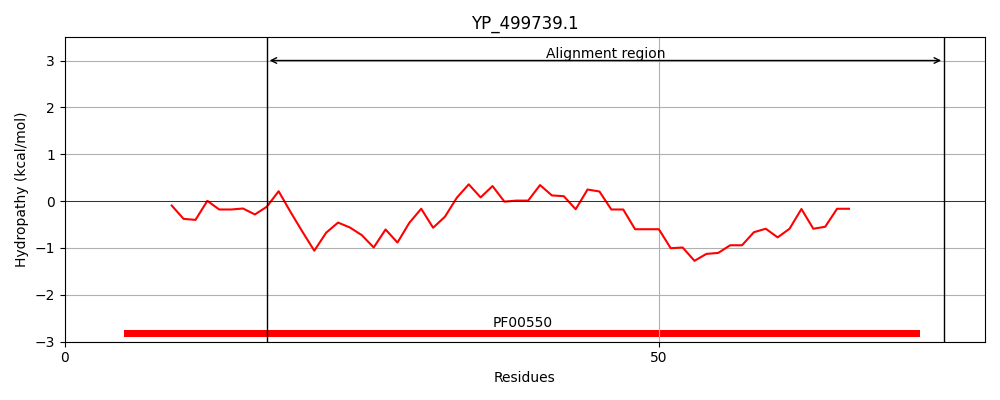 YP_499739.1
Alignment region
3
2
1
0
−1
−2
−3
Hydropathy (kcal/mol)
PF00550
0
50
Residues